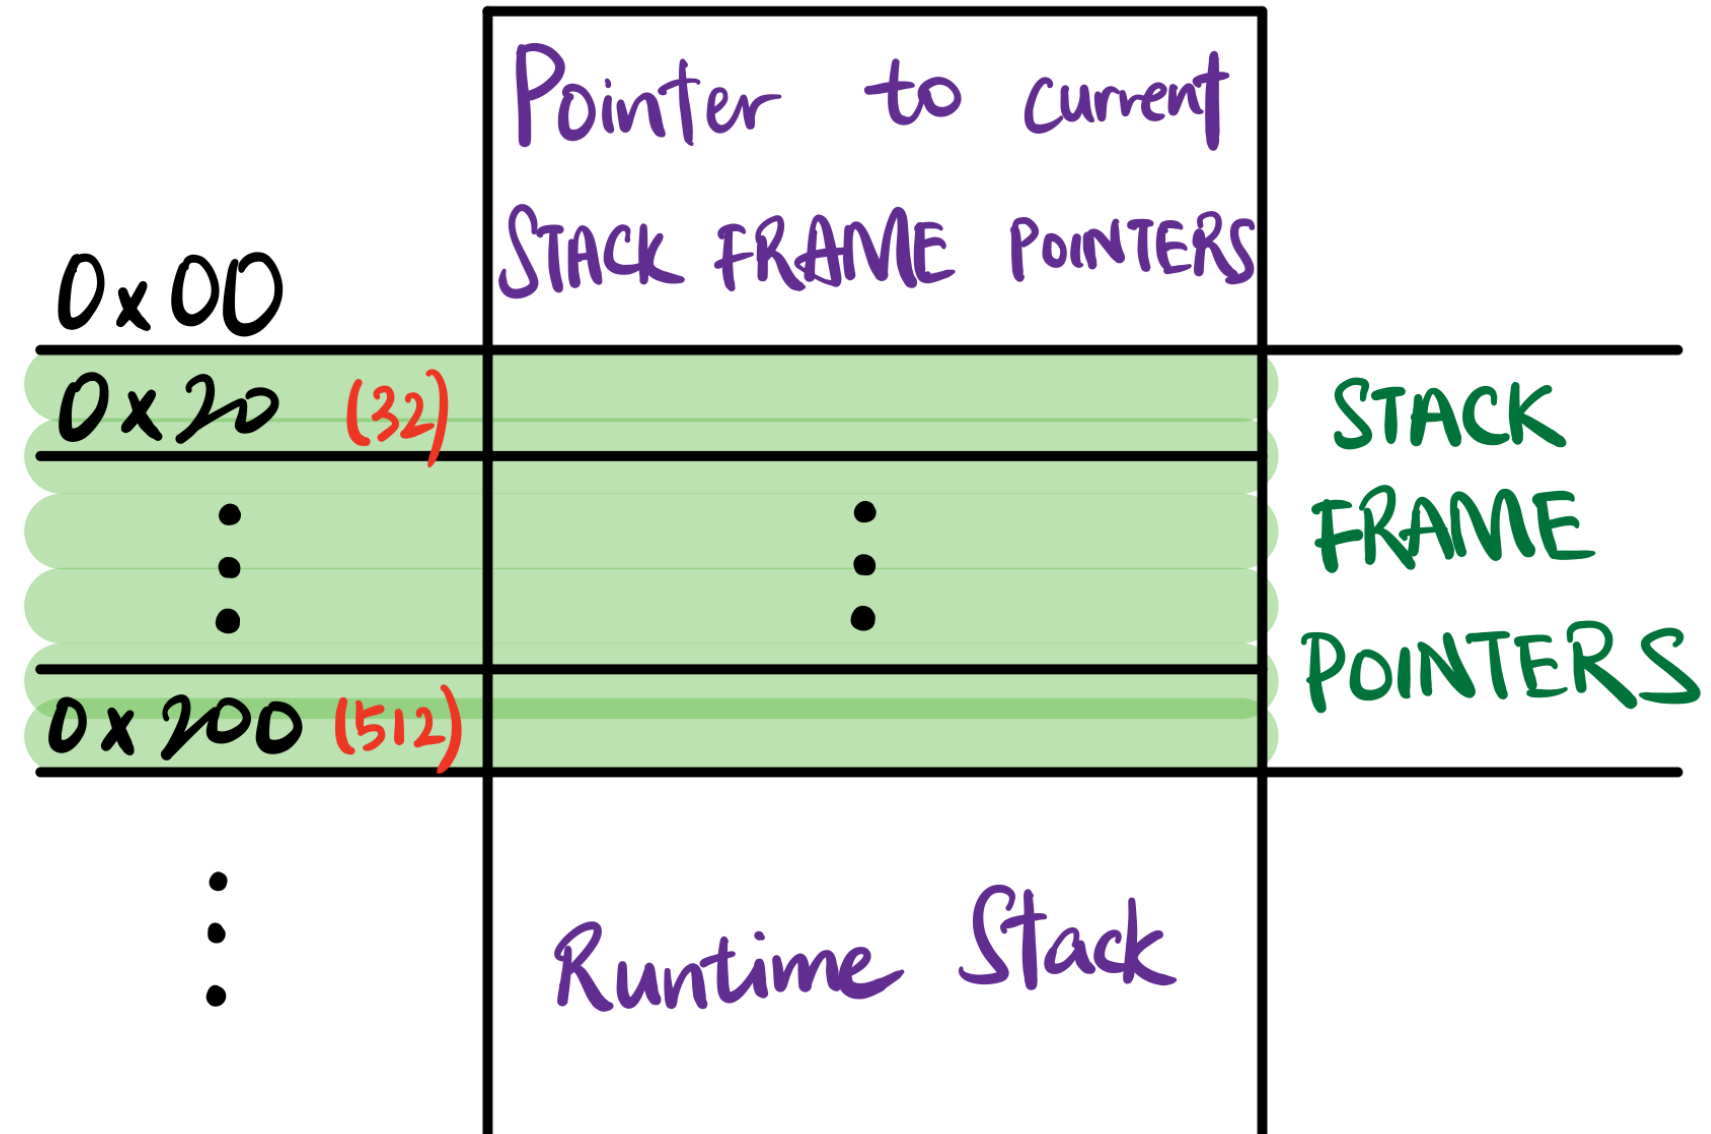 Pointer to current
STACK FRAME POINTERS
0x00
0x20 (32)
STACK
FRAME
POINTERS
0x200 (512)
Runtime Stack